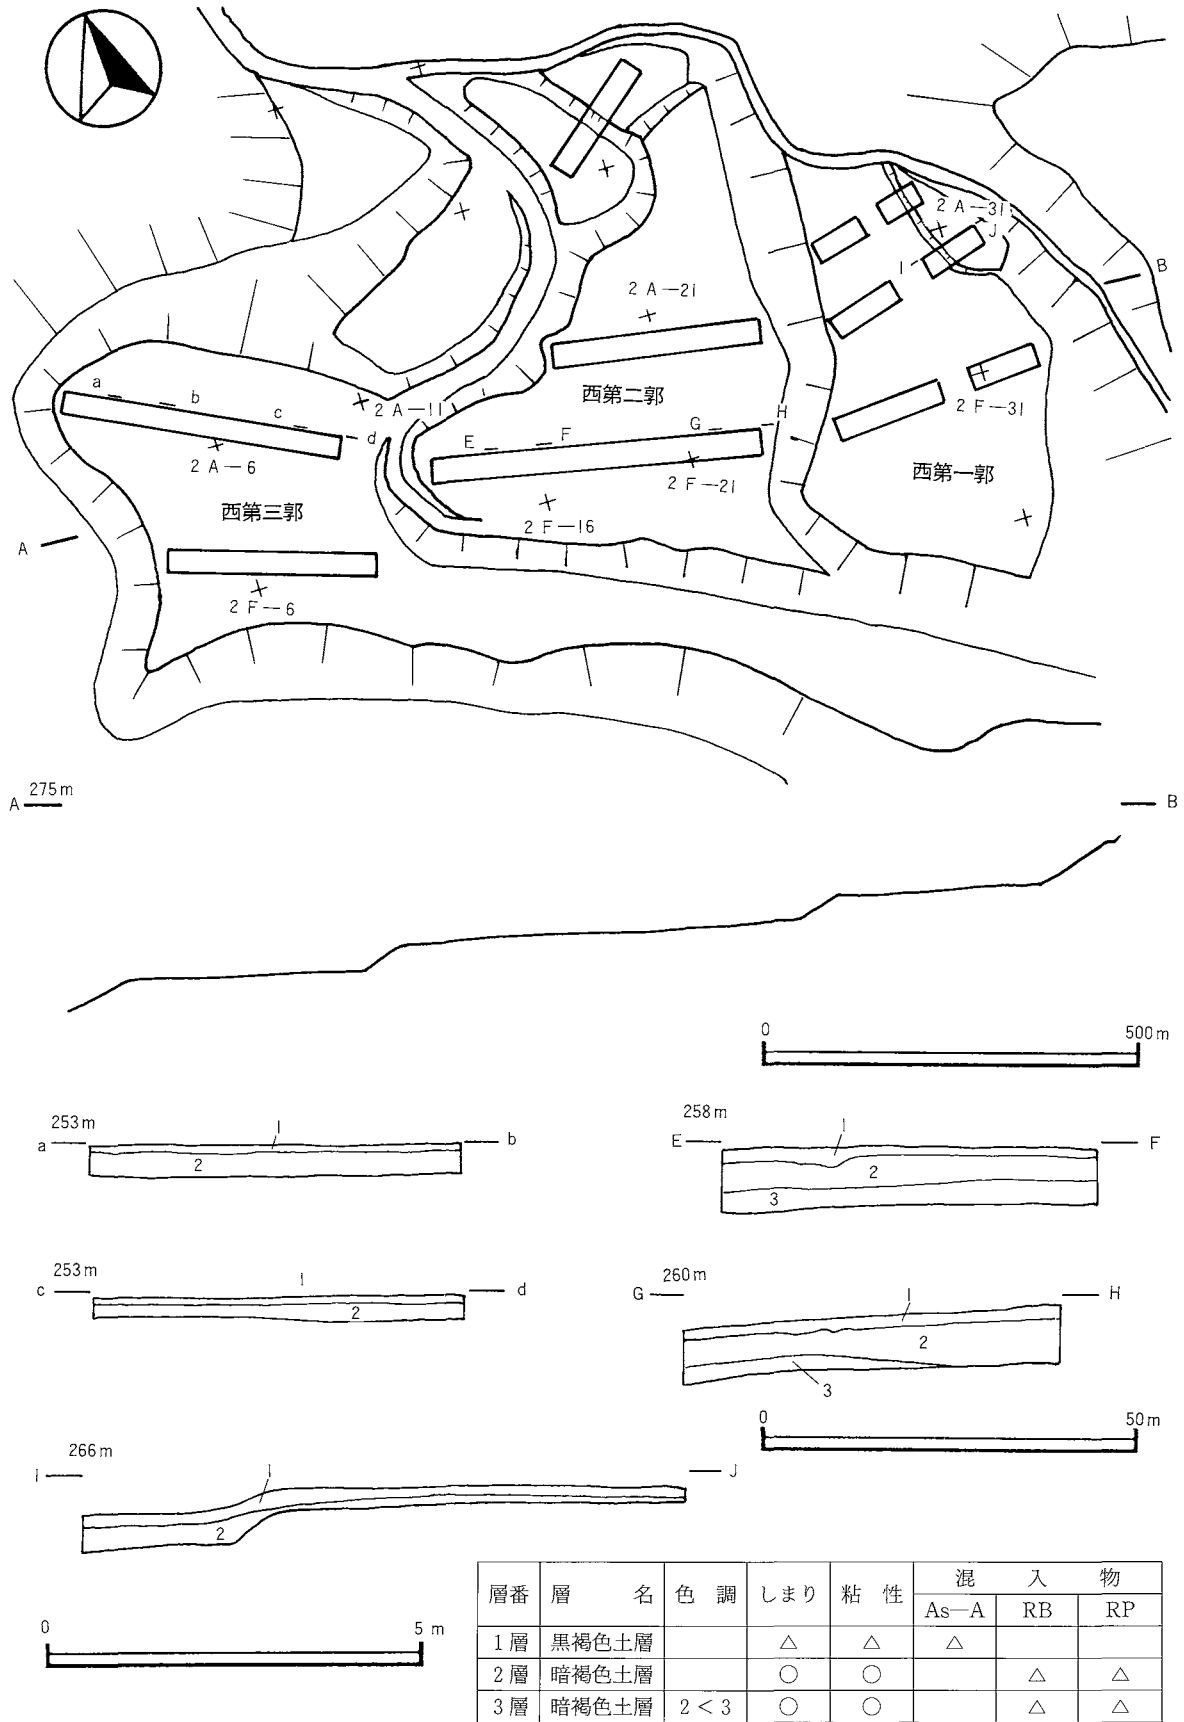 2 A—31
J
I
B
2 A—21
西第二郭
a
b
c
2 A—11
H
d
E
F
G
2 F—31
2 A—6
2 F—21
西第一郭
西第三郭
2 F—16
A
2 F—6
275m
A
B
0 500m
253m
a 1 b
2
258m
E 1 F
2
3
253m
c 1 d
2
260m
G 1 H
2
3
0 50m
266m
I 1 J
2
0 5m
層番 層名 色調 しまり 粘性 混入物
As—A RB RP
1層 黒褐色土層 △ △ △
2層 暗褐色土層 ○ ○ △ △
3層 暗褐色土層 2<3 ○ ○ △ △